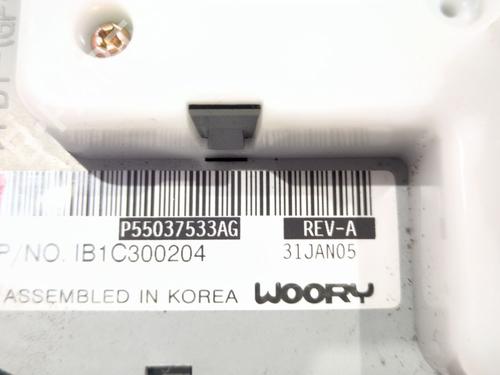 P55037533AG REV-A
P/NO. IB1C300204 31JAN05
ASSEMBLED IN KOREA WOORY